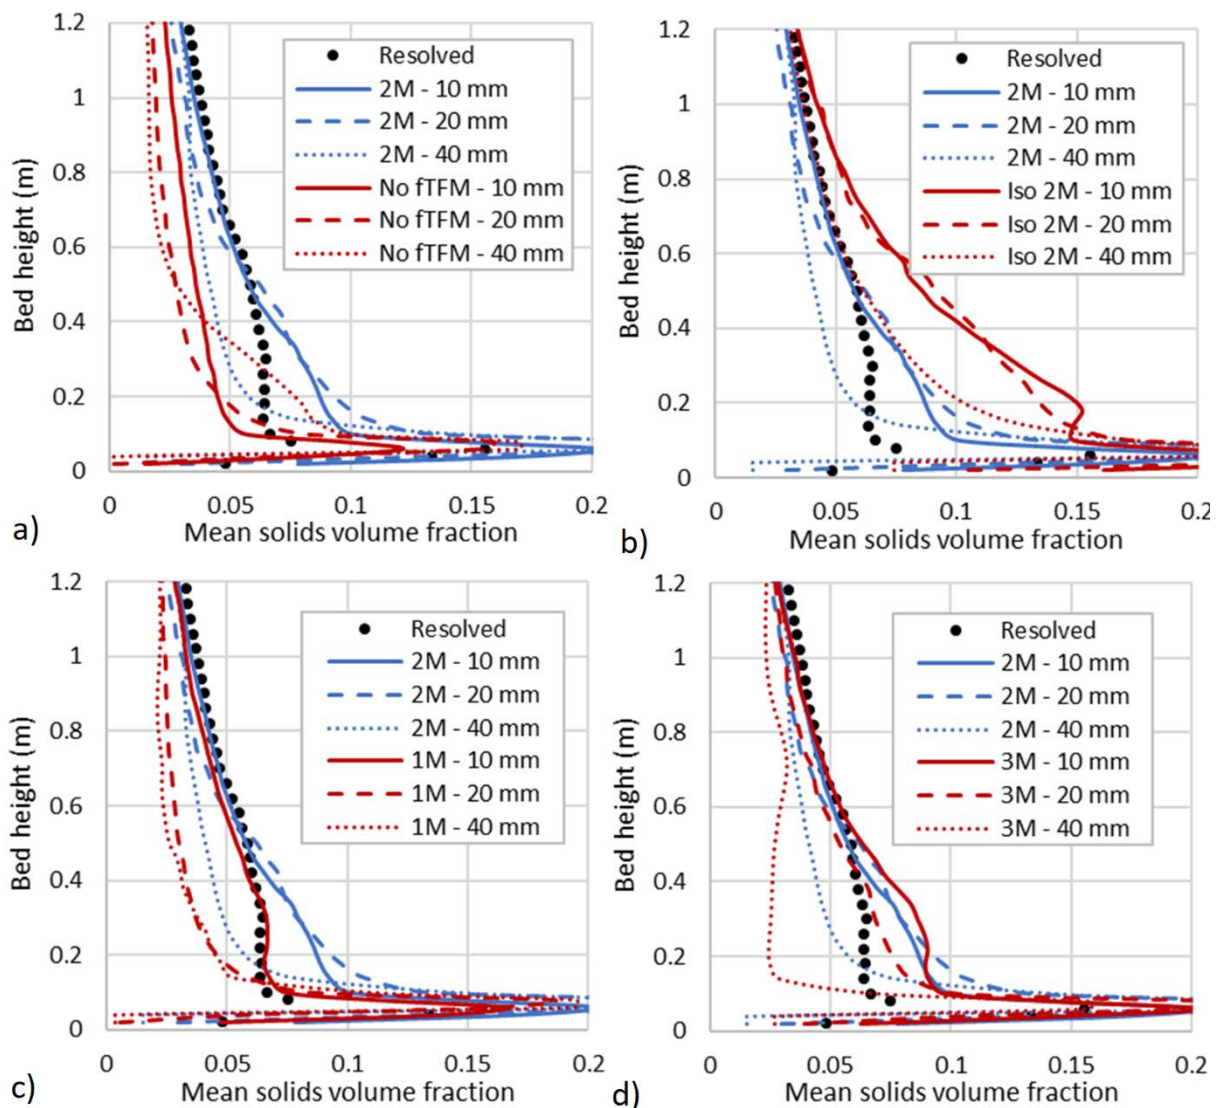 1.2
1
0.8
0.6
0.4
0.2
0
Bed height (m)
Resolved
2M - 10 mm
2M - 20 mm
2M - 40 mm
No fTFM - 10 mm
No fTFM - 20 mm
No fTFM - 40 mm
0 0.05 0.1 0.15 0.2
Mean solids volume fraction
a)
1.2
1
0.8
0.6
0.4
0.2
0
Bed height (m)
Resolved
2M - 10 mm
2M - 20 mm
2M - 40 mm
Iso 2M - 10 mm
Iso 2M - 20 mm
Iso 2M - 40 mm
0 0.05 0.1 0.15 0.2
Mean solids volume fraction
b)
1.2
1
0.8
0.6
0.4
0.2
0
Bed height (m)
Resolved
2M - 10 mm
2M - 20 mm
2M - 40 mm
1M - 10 mm
1M - 20 mm
1M - 40 mm
0 0.05 0.1 0.15 0.2
Mean solids volume fraction
c)
1.2
1
0.8
0.6
0.4
0.2
0
Bed height (m)
Resolved
2M - 10 mm
2M - 20 mm
2M - 40 mm
3M - 10 mm
3M - 20 mm
3M - 40 mm
0 0.05 0.1 0.15 0.2
Mean solids volume fraction
d)